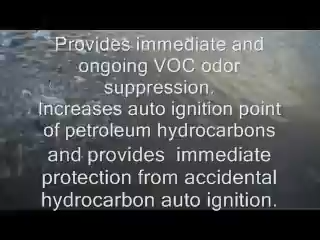 Provides immediate and
ongoing VOC odor
suppression.
Increases auto ignition point
of petroleum hydrocarbons
and provides  immediate
protection from accidental
hydrocarbon auto ignition.